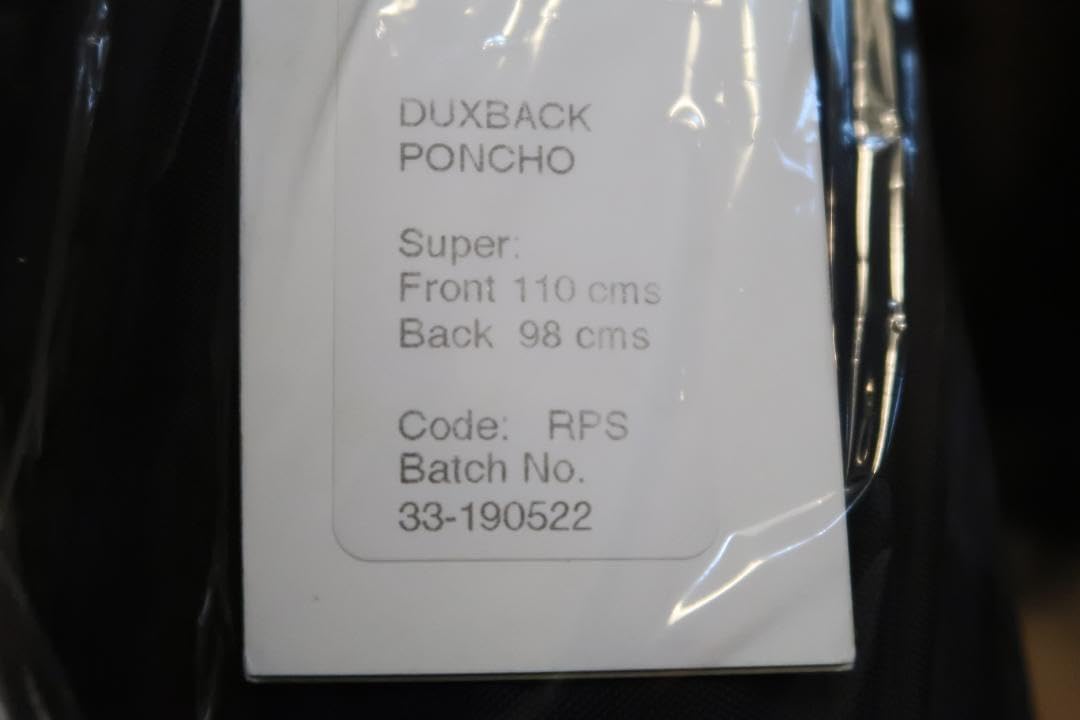 DUXBACK
PONCHO
Super:
Front 110 cms
Back 98 cms
Code: RPS
Batch No.
33-190522